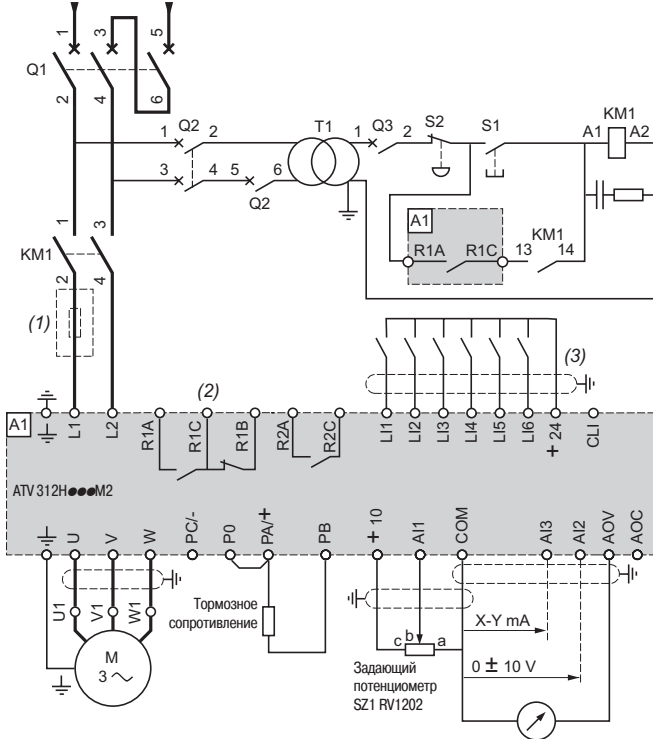 1 3 5
Q1
2 4 6
1 Q2 2 T1 1 Q3 2 S2 S1 KM1
A1 A2
3 4 5 6
Q2
A1
R1A R1C 13 KM1 14
1 3
KM1
2 4
(1)
(2)
(3)
A1
L1 L2 R1A R1C R1B R2A R2C LI1 LI2 LI3 LI4 LI5 LI6 + 24 CLI
ATV 312H●●●M2
U V W PC/- P0 PA/+ PB + 10 AI1 COM AI3 AI2 AOV AOC
U1 V1 W1
Тормозное
сопротивление
M
3 ~
c b a
X-Y mA
0 ± 10 V
Задающий
потенциометр
SZ1 RV1202